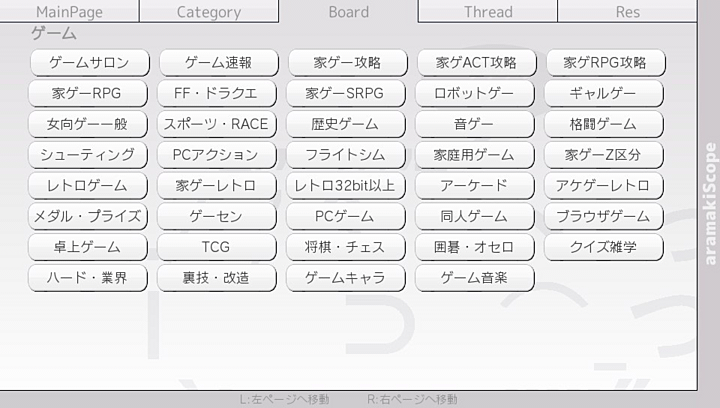 MainPage Category Board Thread Res
ゲーム
ゲームサロン ゲーム速報 家ゲー攻略 家ゲACT攻略 家ゲRPG攻略
家ゲーRPG FF・ドラクエ 家ゲーSRPG ロボットゲー ギャルゲー
女向ゲー一般 スポーツ・RACE 歴史ゲーム 音ゲー 格闘ゲーム
シューティング PCアクション フライトシム 家庭用ゲーム 家ゲーZ区分
レトロゲーム 家ゲーレトロ レトロ32bit以上 アーケード アケゲーレトロ
メダル・プライズ ゲーセン PCゲーム 同人ゲーム ブラウザゲーム
卓上ゲーム TCG 将棋・チェス 囲碁・オセロ クイズ雑学
ハード・業界 裏技・改造 ゲームキャラ ゲーム音楽
aramakiScope
L:左ページへ移動 R:右ページへ移動